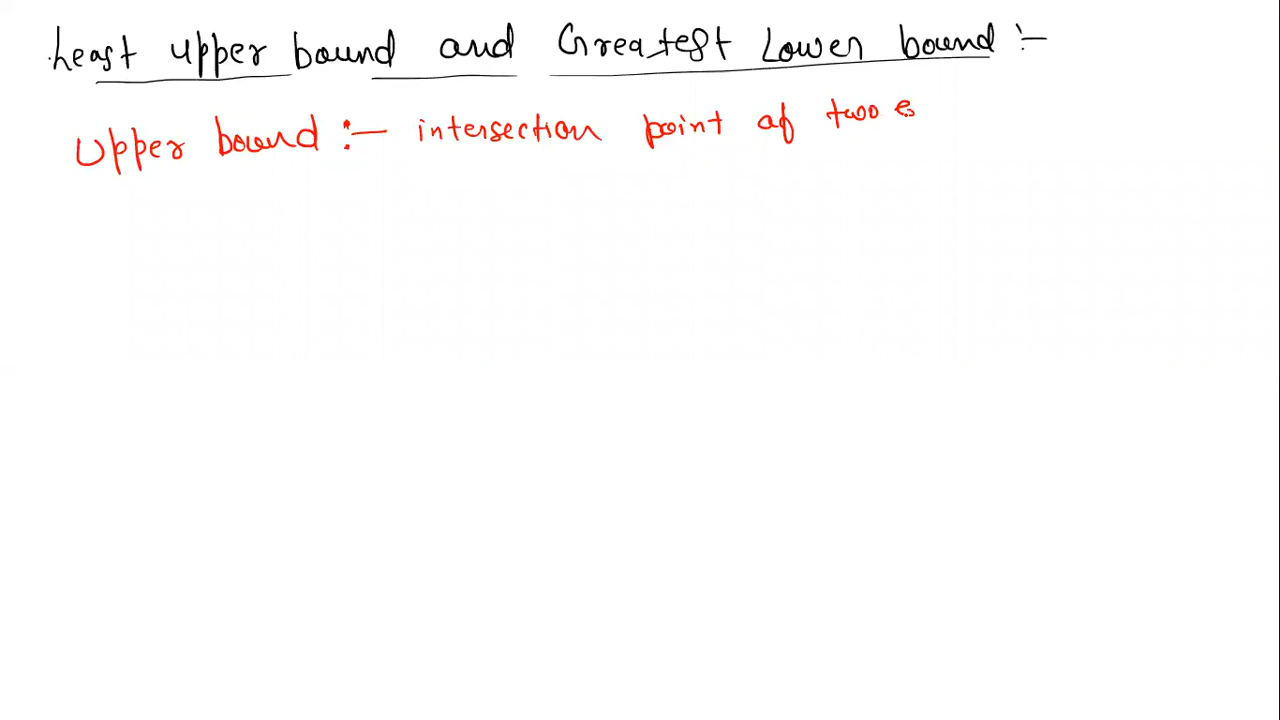 Least upper bound and Greatest Lower bound :-
Upper bound :- intersection point of two e